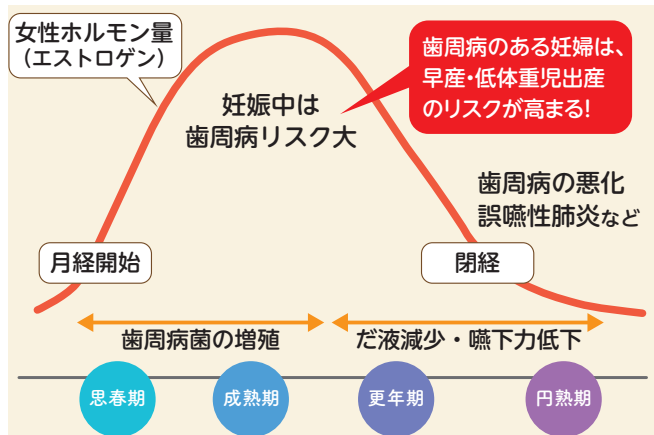 女性ホルモン量
（エストロゲン）
歯周病のある妊婦は、
早産・低体重児出産
のリスクが高まる！
妊娠中は
歯周病リスク大
歯周病の悪化
誤嚥性肺炎など
月経開始
閉経
歯周病菌の増殖
だ液減少・嚥下力低下
思春期
成熟期
更年期
円熟期